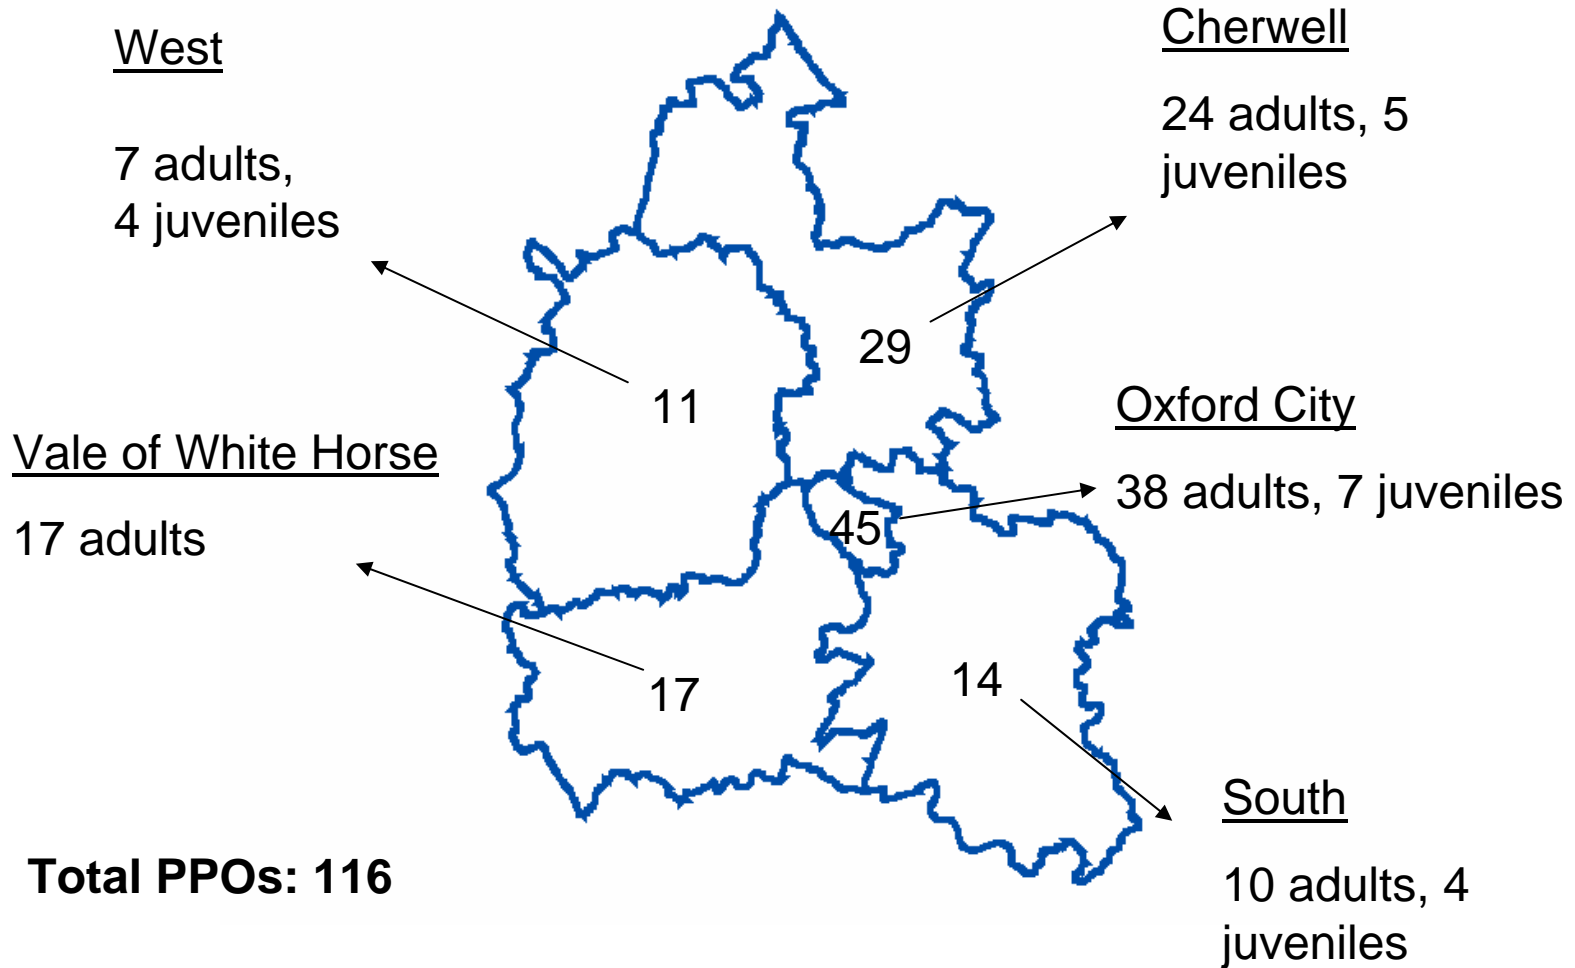 West
7 adults,
4 juveniles
Cherwell
24 adults, 5
juveniles
29
11
Vale of White Horse
17 adults
Oxford City
38 adults, 7 juveniles
45
17
14
South
10 adults, 4
juveniles
Total PPOs: 116